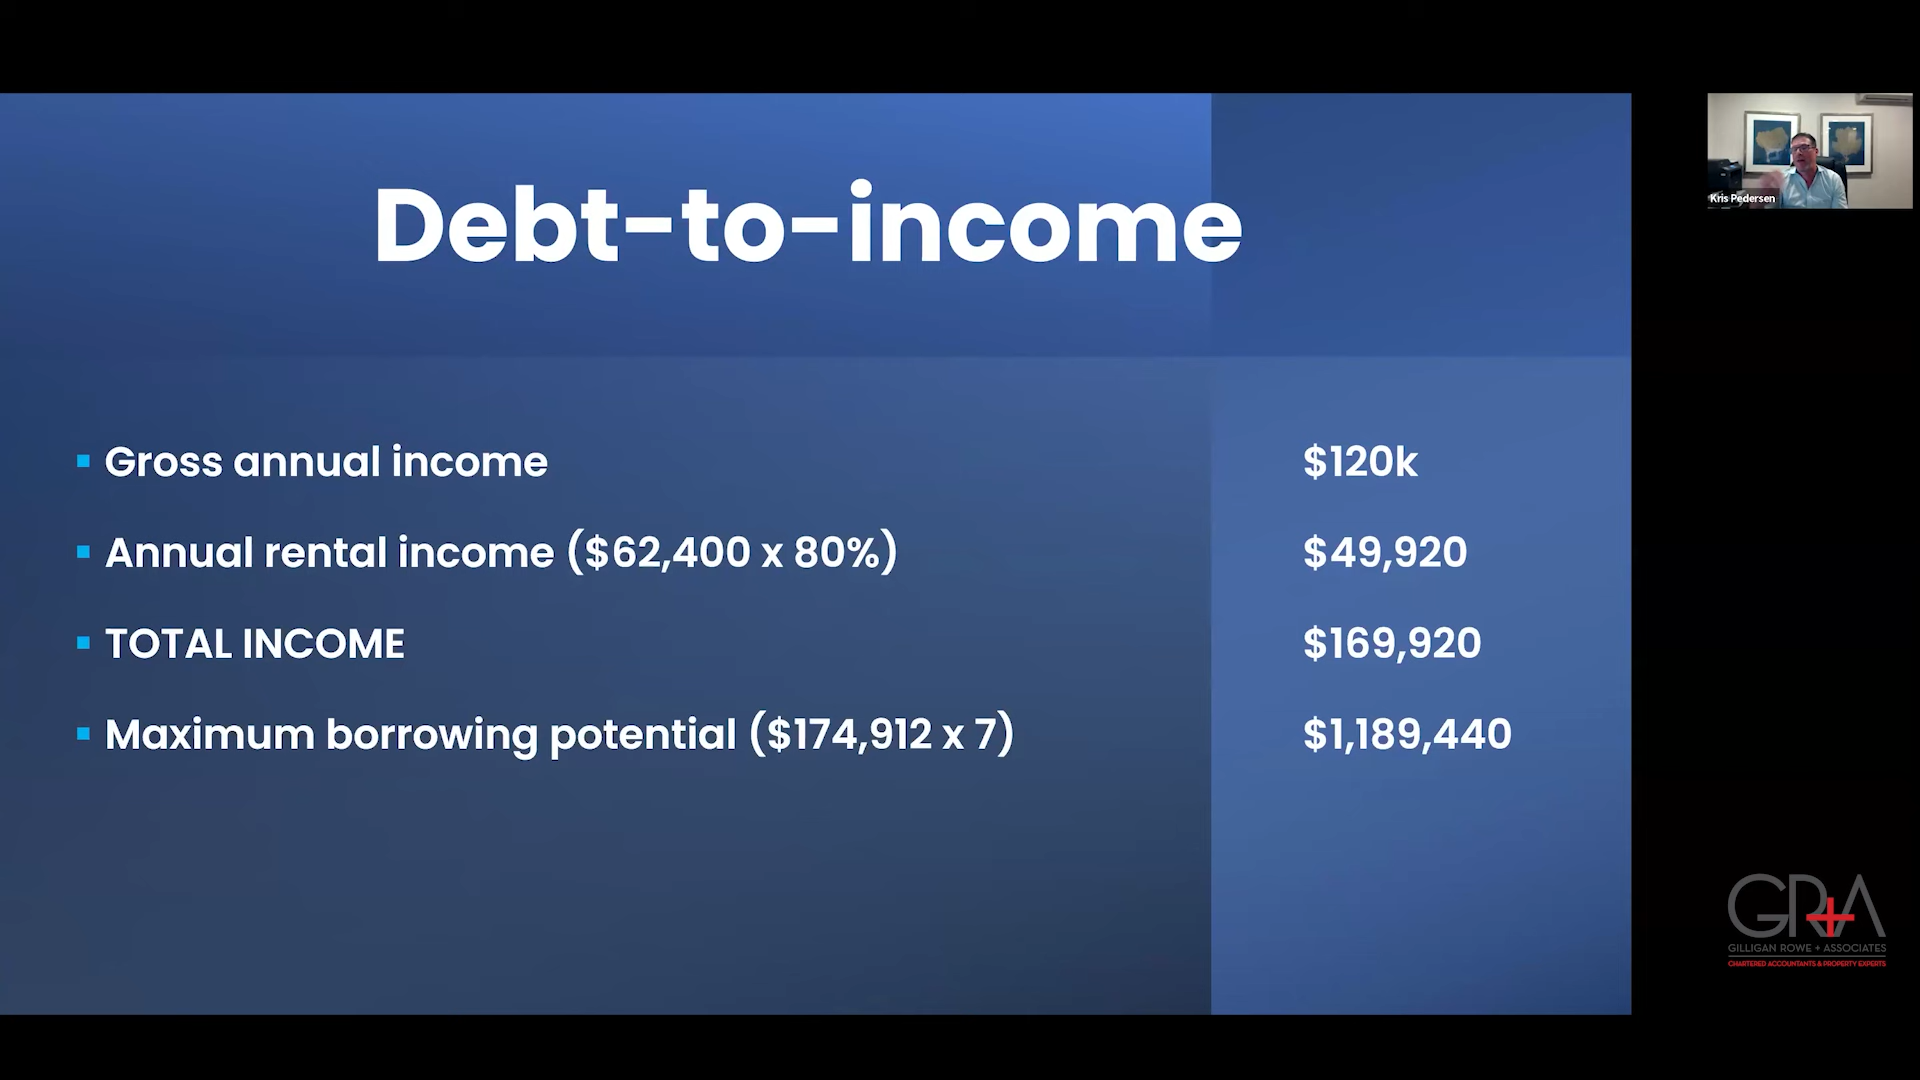 Debt-to-income
Gross annual income $120k
Annual rental income ($62,400 x 80%) $49,920
TOTAL INCOME $169,920
Maximum borrowing potential ($174,912 x 7) $1,189,440
Kris Pedersen
GR+A
GILLIGAN ROWE + ASSOCIATES
CHARTERED ACCOUNTANTS & PROPERTY EXPERTS